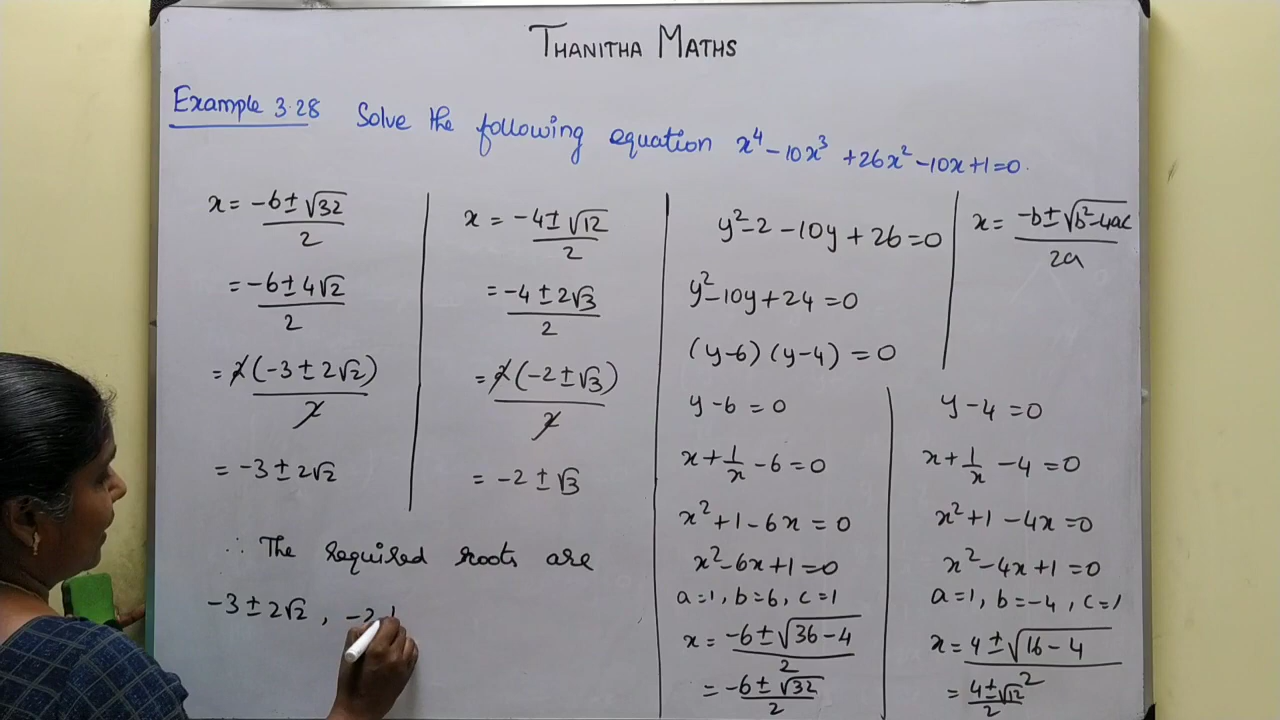 THANITHA MATHS
Example 3.28 Solve the following equation x⁴ - 10x³ + 26x² - 10x + 1 = 0.
x = (-6 ± √32)/2
= (-6 ± 4√2)/2
= 2(-3 ± 2√2)/2
= -3 ± 2√2
x = (-4 ± √12)/2
= (-4 ± 2√3)/2
= 2(-2 ± √3)/2
= -2 ± √3
∴ The required roots are
-3 ± 2√2 , -2 ±
y² - 2 - 10y + 26 = 0
y² - 10y + 24 = 0
(y-6) (y-4) = 0
x = (-b ± √(b² - 4ac))/2a
y - 6 = 0
x + 1/x - 6 = 0
x² + 1 - 6x = 0
x² - 6x + 1 = 0
a=1, b=6, c=1
x = (-6 ± √(36 - 4))/2
= (-6 ± √32)/2
y - 4 = 0
x + 1/x - 4 = 0
x² + 1 - 4x = 0
x² - 4x + 1 = 0
a=1, b=-4, c=1
x = (4 ± √(16 - 4))/2
= (4 ± √12)/2